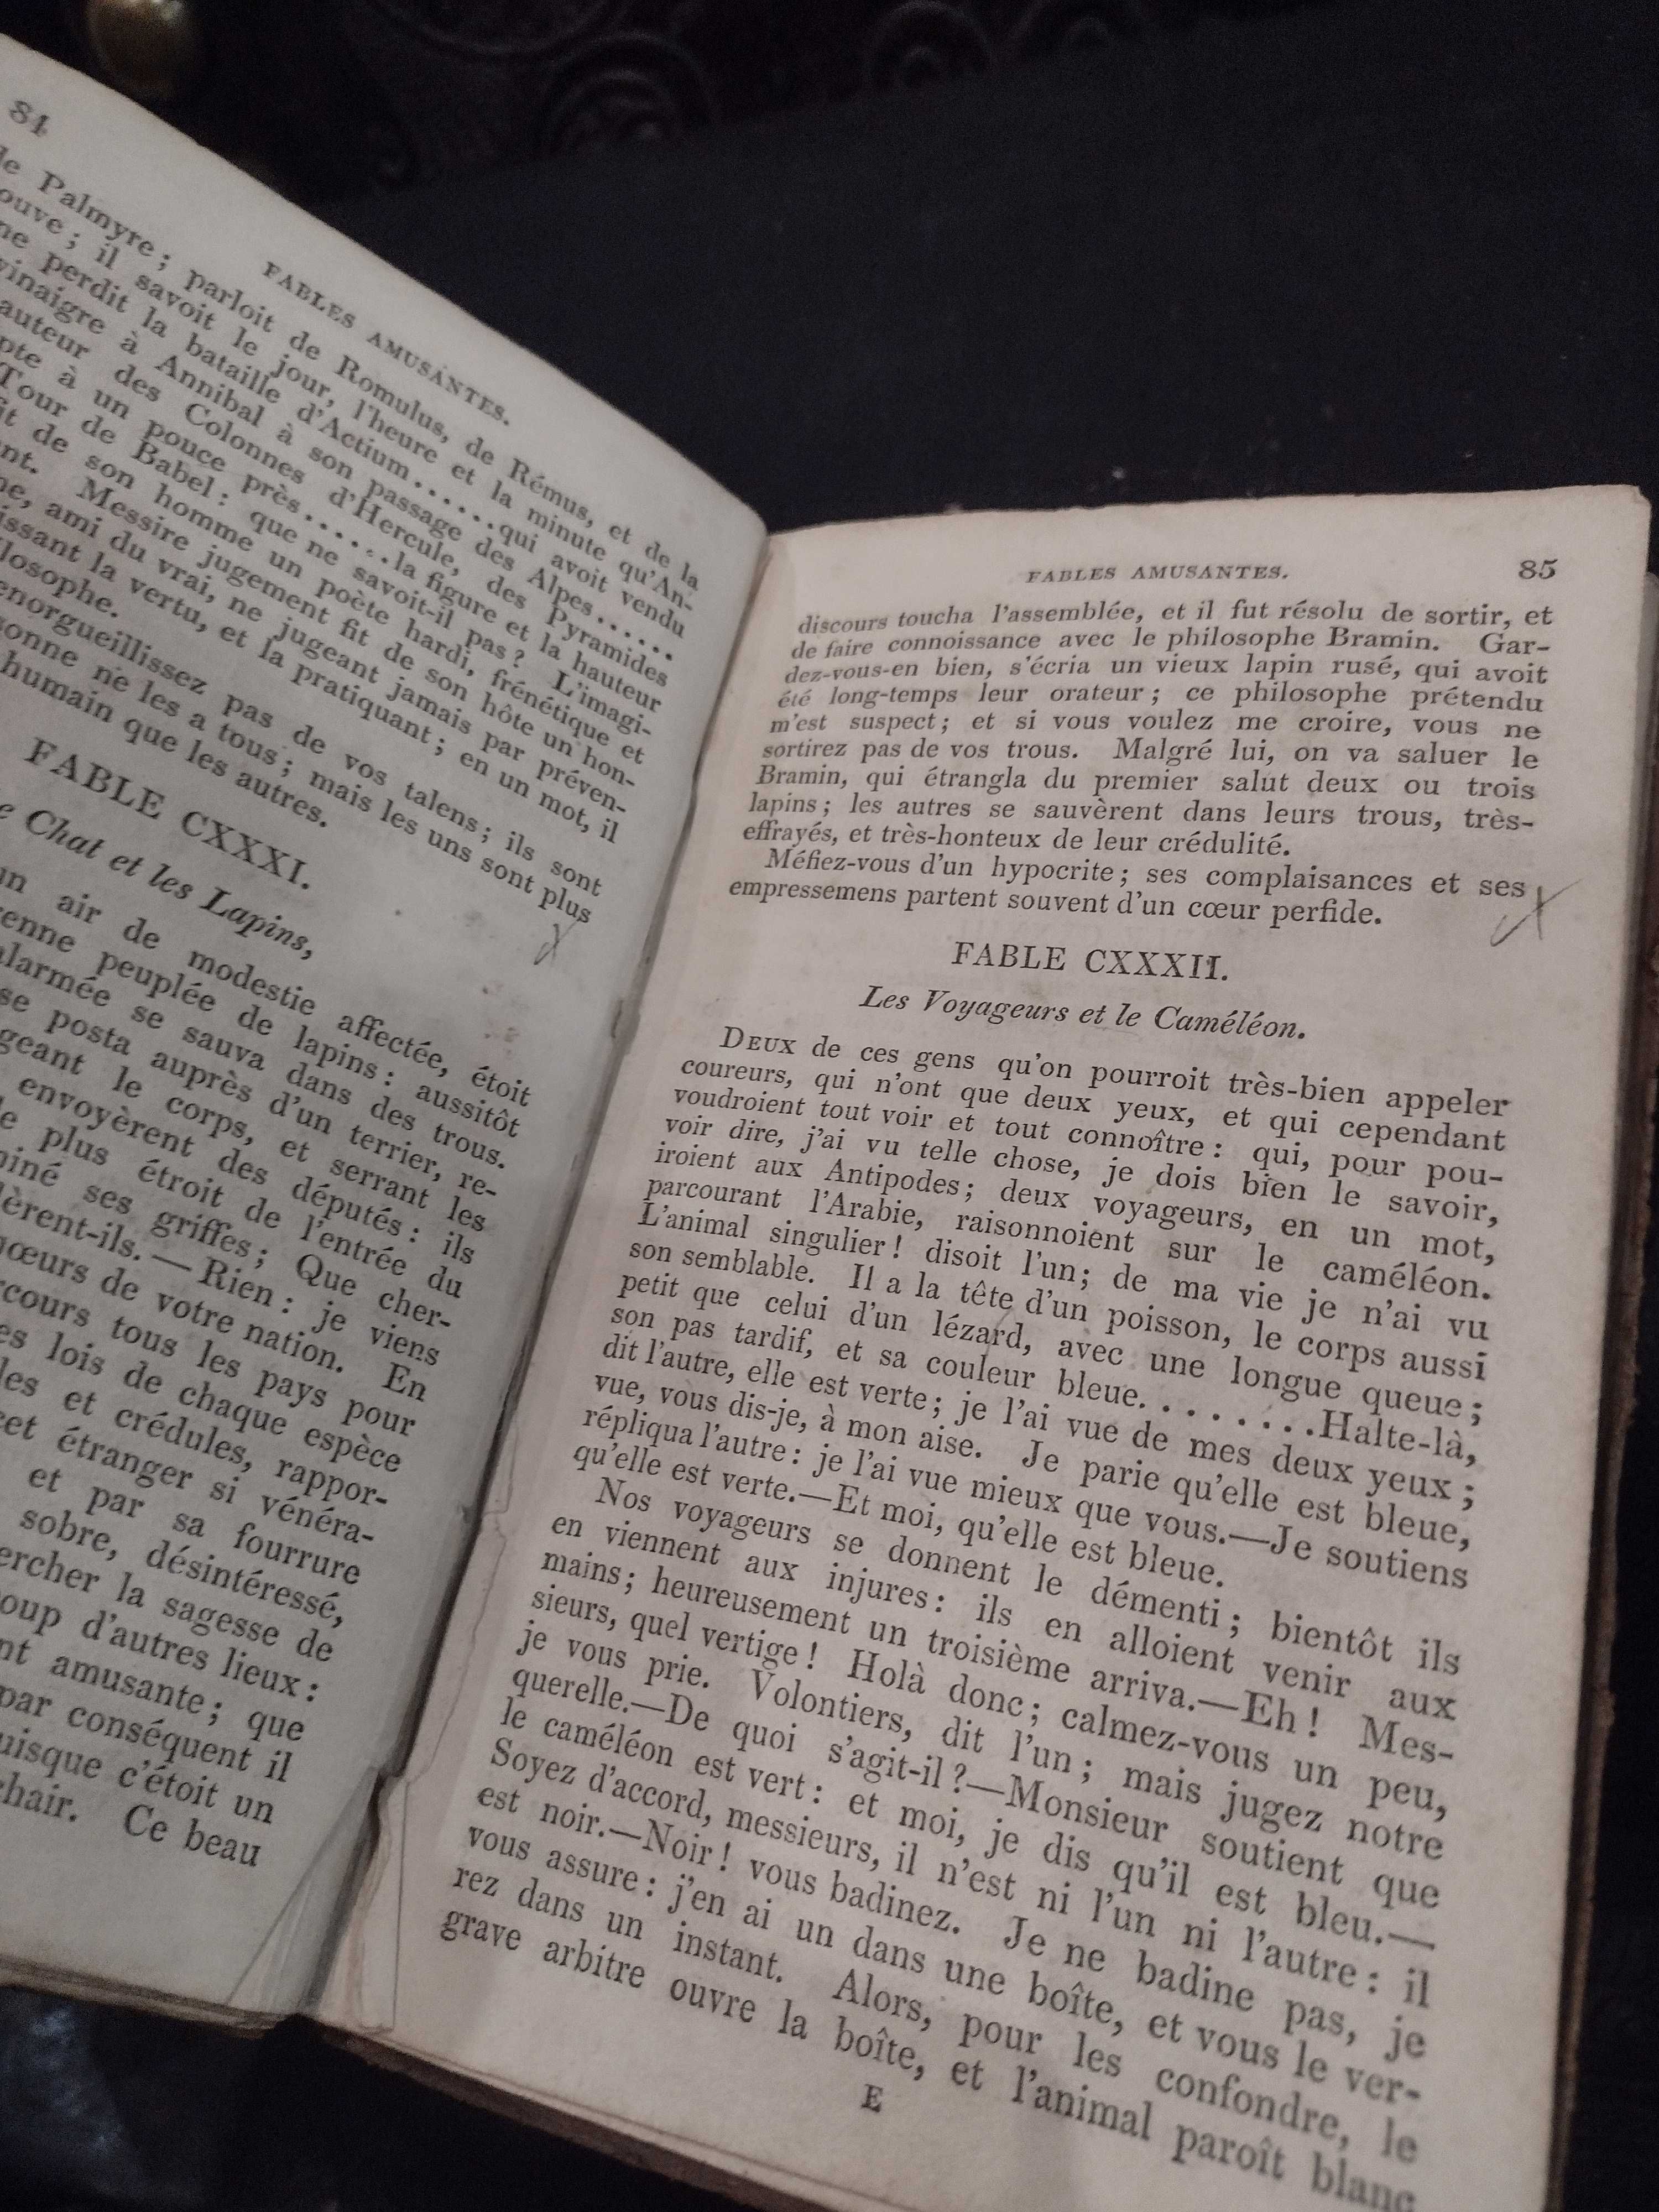 84
FABLES AMUSANTES.
de Palmyre; parloit de Romulus, de Rémus, et de la
il savoit le jour, l'heure et la minute qu'An-
perdit la bataille d'Actium.......qui avoit vendu
vinaigre à Annibal à son passage des Alpes......
auteur des Colonnes d'Hercule, des Pyramides
à un pouce près.......la figure et la hauteur
Tour de Babel: que ne savoit-il pas? L'imagi-
de son homme un poète hardi, frénétique et
Messire jugement fit de son hôte un hon-
ami du vrai, ne jugeant jamais par préven-
la vertu, et la pratiquant; en un mot, il
enorgueillissez pas de vos talens; ils sont
ne les a tous; mais les uns sont plus
humain que les autres.
FABLE CXXXI.
Chat et les Lapins,
air de modestie affectée, étoit
peuplée de lapins: aussitôt
se sauva dans des trous.
se posta auprès d'un terrier, re-
le corps, et serrant les
envoyèrent des députés: ils
plus étroit de l'entrée du
ses griffes; Que cher-
Rien: je viens
de votre nation. En
tous les pays pour
lois de chaque espèce
et crédules, rappor-
étranger si vénéra-
et par sa fourrure
sobre, désintéressé,
la sagesse de
d'autres lieux:
amusante; que
par conséquent il
c'étoit un
Ce beau
FABLES AMUSANTES.
85
discours toucha l'assemblée, et il fut résolu de sortir, et
de faire connoissance avec le philosophe Bramin. Gar-
dez-vous-en bien, s'écria un vieux lapin rusé, qui avoit
été long-temps leur orateur; ce philosophe prétendu
m'est suspect; et si vous voulez me croire, vous ne
sortirez pas de vos trous. Malgré lui, on va saluer le
Bramin, qui étrangla du premier salut deux ou trois
lapins; les autres se sauvèrent dans leurs trous, très-
effrayés, et très-honteux de leur crédulité.
Méfiez-vous d'un hypocrite; ses complaisances et ses
empressemens partent souvent d'un cœur perfide.
FABLE CXXXII.
Les Voyageurs et le Caméléon.
DEUX de ces gens qu'on pourroit très-bien appeler
coureurs, qui n'ont que deux yeux, et qui cependant
voudroient tout voir et tout connoître: qui, pour pou-
voir dire, j'ai vu telle chose, je dois bien le savoir,
iroient aux Antipodes; deux voyageurs, en un mot,
parcourant l'Arabie, raisonnoient sur le caméléon.
L'animal singulier! disoit l'un; de ma vie je n'ai vu
son semblable. Il a la tête d'un poisson, le corps aussi
petit que celui d'un lézard, avec une longue queue;
son pas tardif, et sa couleur bleue........Halte-là,
dit l'autre, elle est verte; je l'ai vue de mes deux yeux;
vue, vous dis-je, à mon aise. Je parie qu'elle est bleue,
répliqua l'autre: je l'ai vue mieux que vous.—Je soutiens
qu'elle est verte.—Et moi, qu'elle est bleue.
Nos voyageurs se donnent le démenti; bientôt ils
en viennent aux injures: ils en alloient venir aux
mains; heureusement un troisième arriva.—Eh! Mes-
sieurs, quel vertige! Holà donc; calmez-vous un peu,
je vous prie. Volontiers, dit l'un; mais jugez notre
querelle.—De quoi s'agit-il?—Monsieur soutient que
le caméléon est vert: et moi, je dis qu'il est bleu.—
Soyez d'accord, messieurs, il n'est ni l'un ni l'autre: il
est noir.—Noir! vous badinez. Je ne badine pas, je
vous assure: j'en ai un dans une boîte, et vous le ver-
rez dans un instant. Alors, pour les confondre, le
grave arbitre ouvre la boîte, et l'animal paroît blanc
E